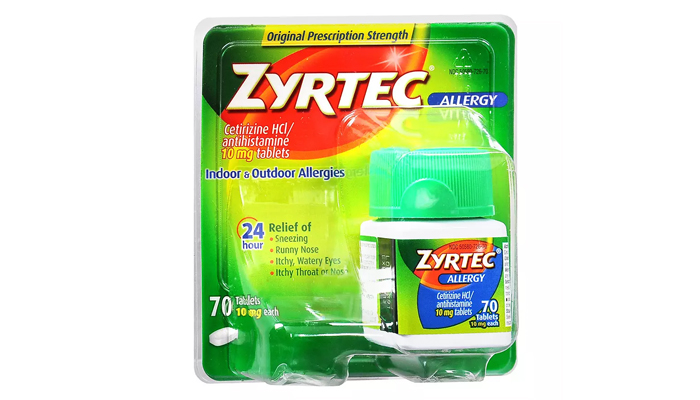 Original Prescription Strength
ZYRTEC®
ALLERGY
Cetirizine HCl/
antihistamine
10 mg tablets
Indoor & Outdoor Allergies
24
hour
Relief of
• Sneezing
• Runny Nose
• Itchy, Watery Eyes
• Itchy Throat or Nose
70 Tablets
10 mg each
ZYRTEC®
ALLERGY
Cetirizine HCl/
antihistamine
10 mg tablets
70
Tablets
10 mg each